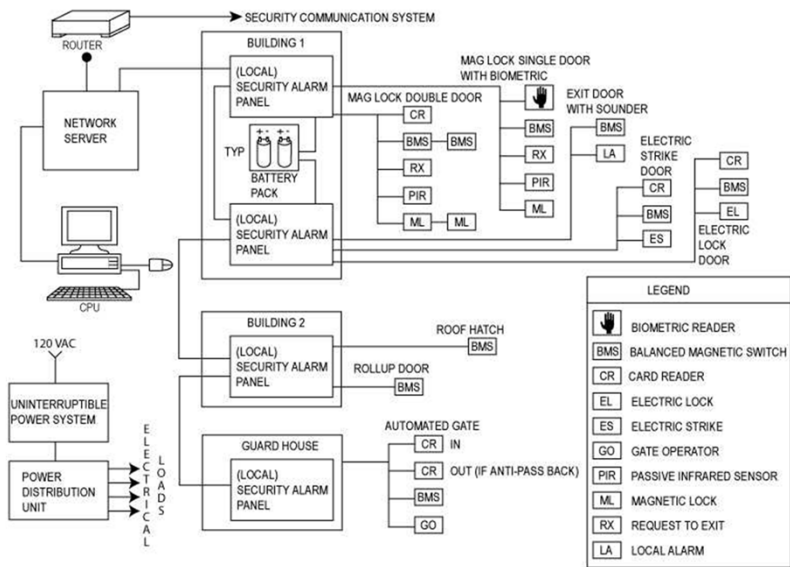 SECURITY COMMUNICATION SYSTEM
ROUTER
NETWORK
SERVER
CPU
120 VAC
UNINTERRUPTIBLE
POWER SYSTEM
POWER
DISTRIBUTION
UNIT
ELECTRICAL
LOADS
BUILDING 1
(LOCAL)
SECURITY ALARM
PANEL
TYP
+ - + -
BATTERY
PACK
(LOCAL)
SECURITY ALARM
PANEL
MAG LOCK DOUBLE DOOR
CR
BMS BMS
RX
PIR
ML ML
MAG LOCK SINGLE DOOR
WITH BIOMETRIC
BMS
RX
PIR
ML
EXIT DOOR
WITH SOUNDER
BMS
LA
ELECTRIC
STRIKE
DOOR
CR
BMS
ES
CR
BMS
EL
ELECTRIC
LOCK
DOOR
BUILDING 2
(LOCAL)
SECURITY ALARM
PANEL
ROOF HATCH
BMS
ROLLUP DOOR
BMS
GUARD HOUSE
(LOCAL)
SECURITY ALARM
PANEL
AUTOMATED GATE
CR IN
CR OUT (IF ANTI-PASS BACK)
BMS
GO
LEGEND
BIOMETRIC READER
BMS BALANCED MAGNETIC SWITCH
CR CARD READER
EL ELECTRIC LOCK
ES ELECTRIC STRIKE
GO GATE OPERATOR
PIR PASSIVE INFRARED SENSOR
ML MAGNETIC LOCK
RX REQUEST TO EXIT
LA LOCAL ALARM